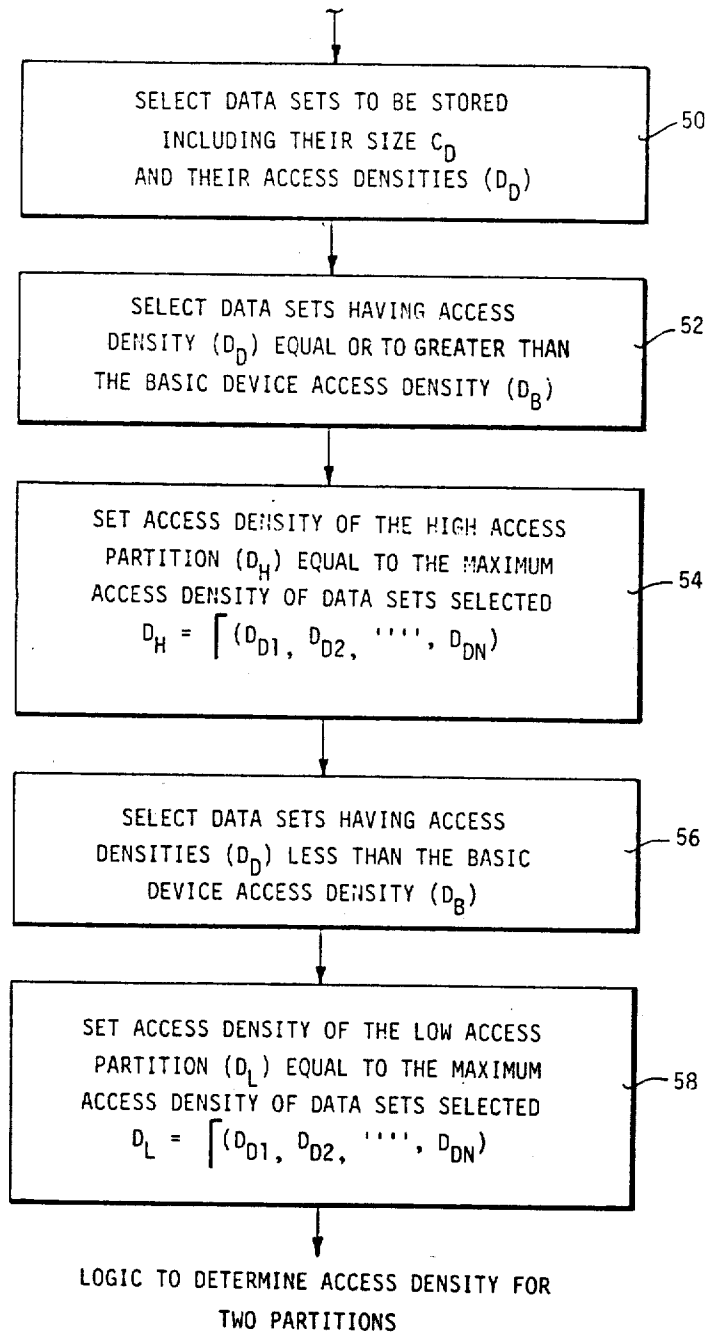 SELECT DATA SETS TO BE STORED
INCLUDING THEIR SIZE C_D
AND THEIR ACCESS DENSITIES (D_D)
50
SELECT DATA SETS HAVING ACCESS
DENSITY (D_D) EQUAL OR TO GREATER THAN
THE BASIC DEVICE ACCESS DENSITY (D_B)
52
SET ACCESS DENSITY OF THE HIGH ACCESS
PARTITION (D_H) EQUAL TO THE MAXIMUM
ACCESS DENSITY OF DATA SETS SELECTED
D_H = ⌈(D_D1, D_D2, '''', D_DN)
54
SELECT DATA SETS HAVING ACCESS
DENSITIES (D_D) LESS THAN THE BASIC
DEVICE ACCESS DENSITY (D_B)
56
SET ACCESS DENSITY OF THE LOW ACCESS
PARTITION (D_L) EQUAL TO THE MAXIMUM
ACCESS DENSITY OF DATA SETS SELECTED
D_L = ⌈(D_D1, D_D2, '''', D_DN)
58
LOGIC TO DETERMINE ACCESS DENSITY FOR
TWO PARTITIONS